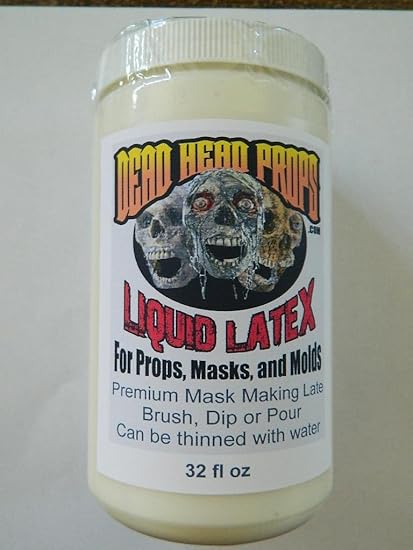 DEAD HEAD PROPS
.COM
LIQUID LATEX
For Props, Masks, and Molds
Premium Mask Making Late
Brush, Dip or Pour
Can be thinned with water
32 fl oz